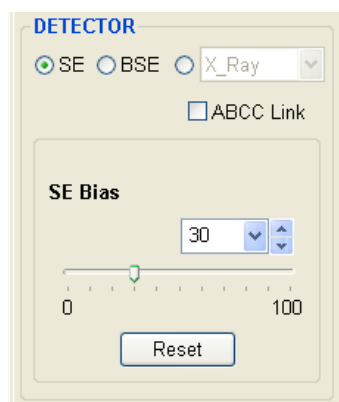 DETECTOR
SE BSE X_Ray
ABCC Link
SE Bias
30
0 100
Reset